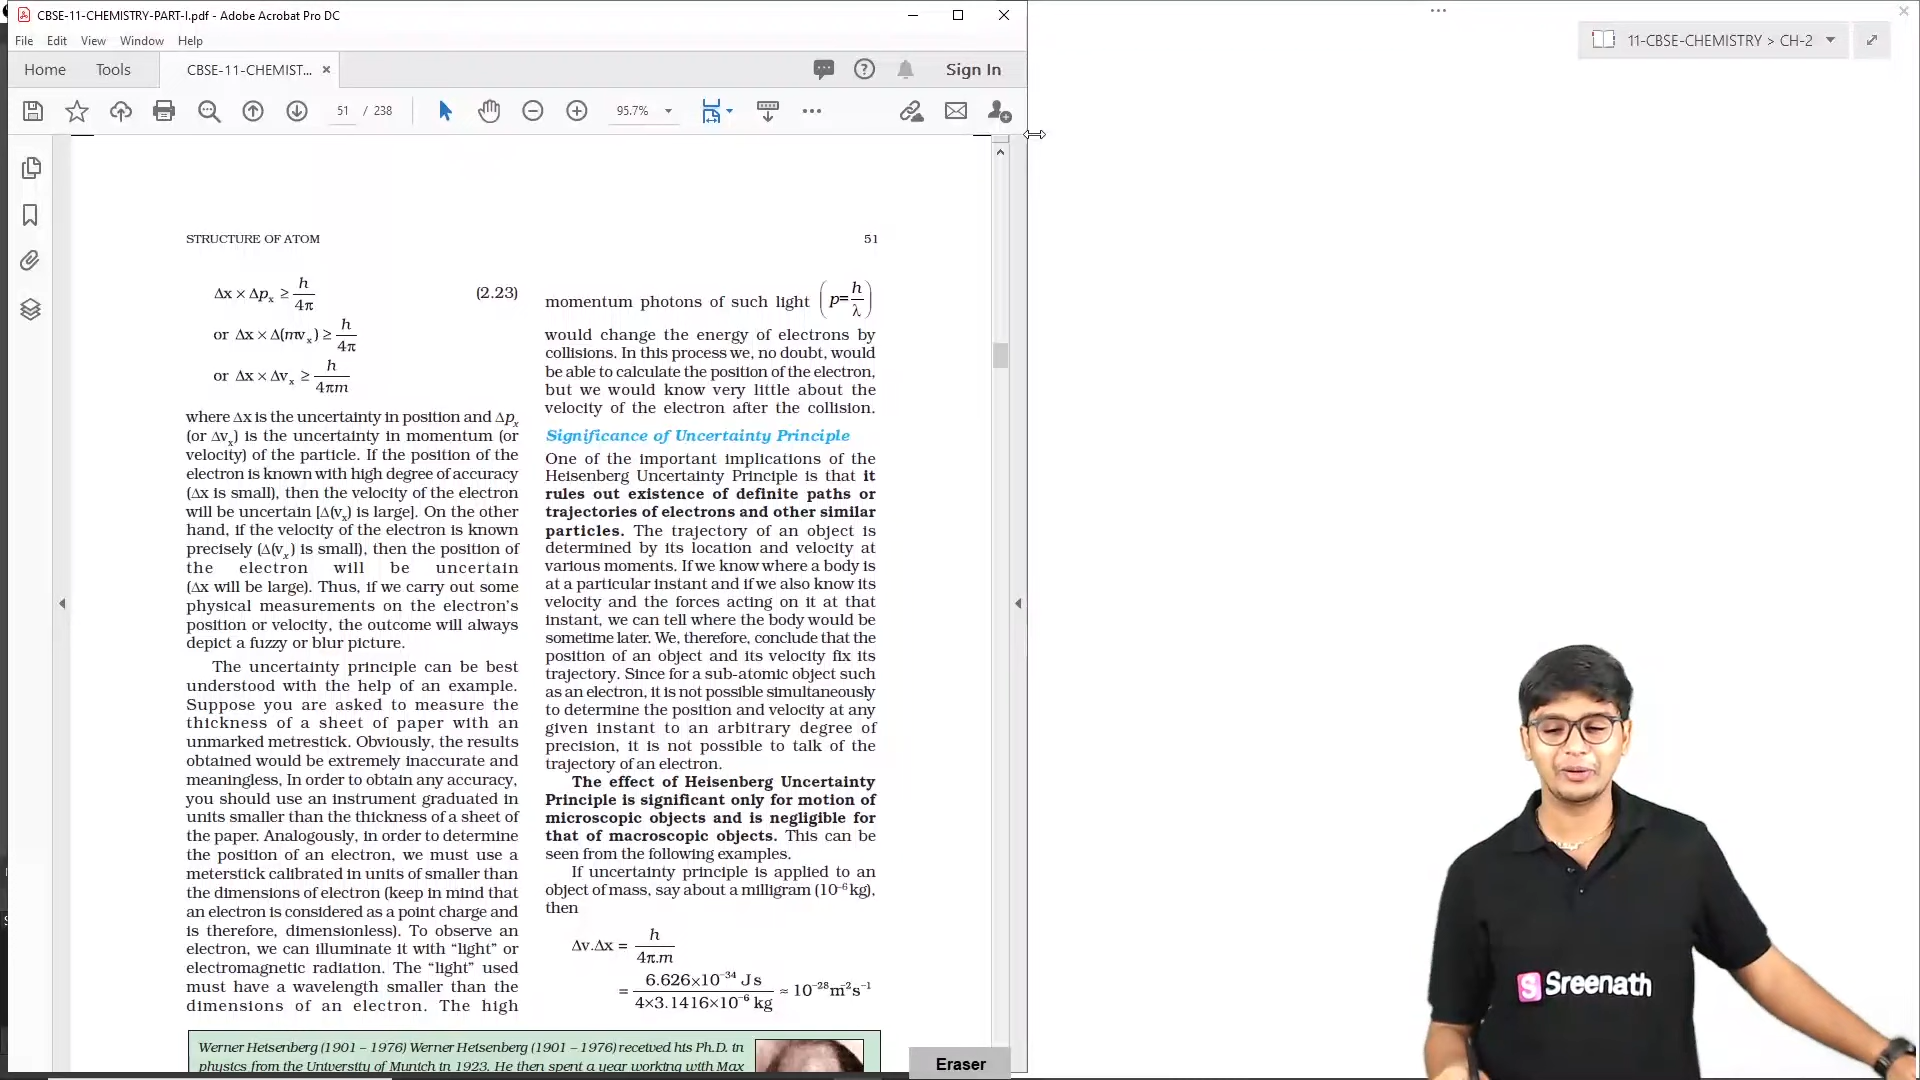 CBSE-11-CHEMISTRY-PART-I.pdf - Adobe Acrobat Pro DC
File Edit View Window Help
Home Tools CBSE-11-CHEMIST... × Sign In
51 / 238 95.7%
11-CBSE-CHEMISTRY > CH-2
STRUCTURE OF ATOM 51
Δx × Δpₓ ≥ h/4π (2.23)
or Δx × Δ(mvₓ) ≥ h/4π
or Δx × Δvₓ ≥ h/4πm
where Δx is the uncertainty in position and Δpₓ
(or Δvₓ) is the uncertainty in momentum (or
velocity) of the particle. If the position of the
electron is known with high degree of accuracy
(Δx is small), then the velocity of the electron
will be uncertain [Δ(vₓ) is large]. On the other
hand, if the velocity of the electron is known
precisely (Δ(vₓ) is small), then the position of
the electron will be uncertain
(Δx will be large). Thus, if we carry out some
physical measurements on the electron's
position or velocity, the outcome will always
depict a fuzzy or blur picture.
The uncertainty principle can be best
understood with the help of an example.
Suppose you are asked to measure the
thickness of a sheet of paper with an
unmarked metrestick. Obviously, the results
obtained would be extremely inaccurate and
meaningless, In order to obtain any accuracy,
you should use an instrument graduated in
units smaller than the thickness of a sheet of
the paper. Analogously, in order to determine
the position of an electron, we must use a
meterstick calibrated in units of smaller than
the dimensions of electron (keep in mind that
an electron is considered as a point charge and
is therefore, dimensionless). To observe an
electron, we can illuminate it with “light” or
electromagnetic radiation. The “light” used
must have a wavelength smaller than the
dimensions of an electron. The high
momentum photons of such light (p=h/λ)
would change the energy of electrons by
collisions. In this process we, no doubt, would
be able to calculate the position of the electron,
but we would know very little about the
velocity of the electron after the collision.
Significance of Uncertainty Principle
One of the important implications of the
Heisenberg Uncertainty Principle is that it
rules out existence of definite paths or
trajectories of electrons and other similar
particles. The trajectory of an object is
determined by its location and velocity at
various moments. If we know where a body is
at a particular instant and if we also know its
velocity and the forces acting on it at that
instant, we can tell where the body would be
sometime later. We, therefore, conclude that the
position of an object and its velocity fix its
trajectory. Since for a sub-atomic object such
as an electron, it is not possible simultaneously
to determine the position and velocity at any
given instant to an arbitrary degree of
precision, it is not possible to talk of the
trajectory of an electron.
The effect of Heisenberg Uncertainty
Principle is significant only for motion of
microscopic objects and is negligible for
that of macroscopic objects. This can be
seen from the following examples.
If uncertainty principle is applied to an
object of mass, say about a milligram (10⁻⁶ kg),
then
Δv.Δx = h/4π.m
= 6.626×10⁻³⁴ J s/4×3.1416×10⁻⁶ kg ≈ 10⁻²⁸m²s⁻¹
Werner Heisenberg (1901 – 1976) Werner Heisenberg (1901 – 1976) received his Ph.D. in
physics from the University of Munich in 1923. He then spent a year working with Max
Eraser
S Sreenath